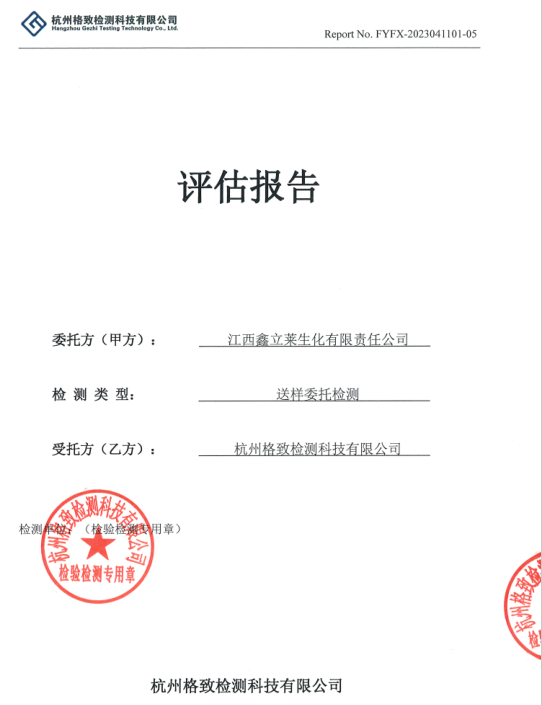 杭州格致检测科技有限公司
Hangzhou Gezhi Testing Technology Co., Ltd.
Report No. FYFX-2023041101-05
评估报告
委托方（甲方）： 江西鑫立莱生化有限责任公司
检 测 类 型： 送样委托检测
受托方（乙方）： 杭州格致检测科技有限公司
检测单位：（检验检测专用章）
杭州格致检测科技有限公司
检验检测专用章
杭州格致检
检
杭州格致检测科技有限公司